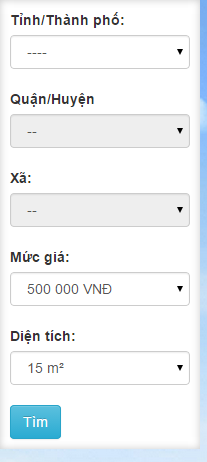 Tỉnh/Thành phố:
----
Quận/Huyện
--
Xã:
--
Mức giá:
500 000 VNĐ
Diện tích:
15 m²
Tìm